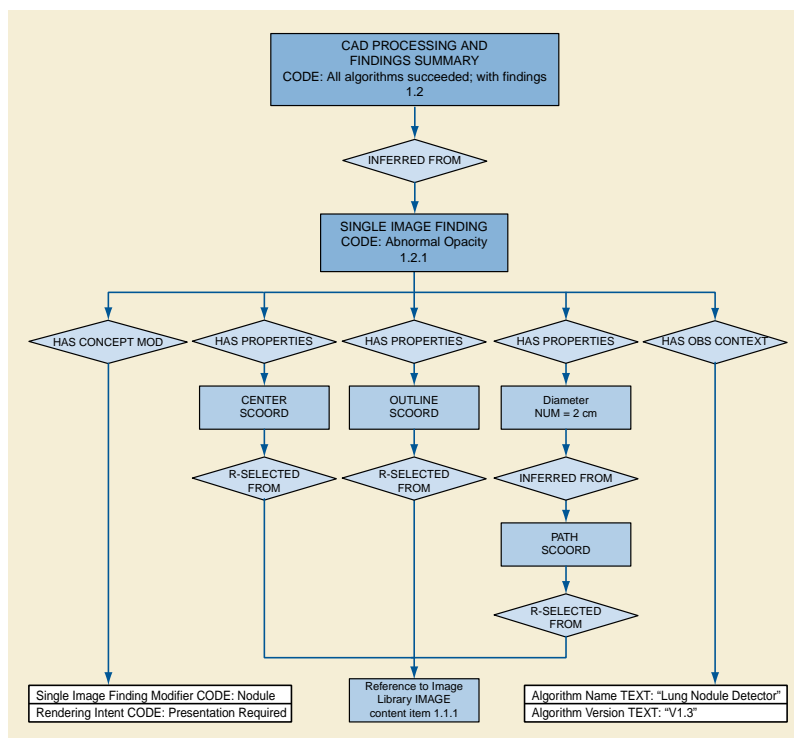 CAD PROCESSING AND
FINDINGS SUMMARY
CODE: All algorithms succeeded; with findings
1.2
INFERRED FROM
SINGLE IMAGE FINDING
CODE: Abnormal Opacity
1.2.1
HAS CONCEPT MOD
HAS PROPERTIES
HAS PROPERTIES
HAS PROPERTIES
HAS OBS CONTEXT
CENTER
SCOORD
OUTLINE
SCOORD
Diameter
NUM = 2 cm
R-SELECTED
FROM
R-SELECTED
FROM
INFERRED FROM
PATH
SCOORD
R-SELECTED
FROM
Single Image Finding Modifier CODE: Nodule
Rendering Intent CODE: Presentation Required
Reference to Image
Library IMAGE
content item 1.1.1
Algorithm Name TEXT: “Lung Nodule Detector”
Algorithm Version TEXT: “V1.3”